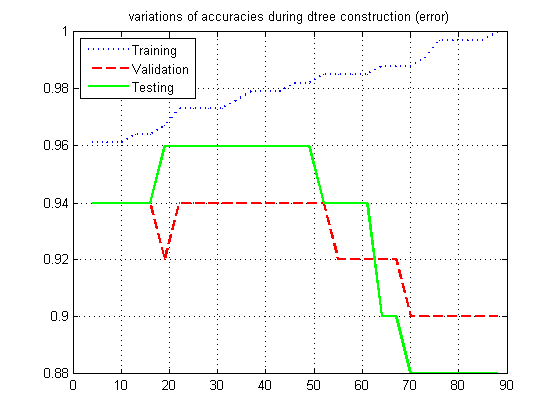 variations of accuracies during dtree construction (error)
1
0.98
0.96
0.94
0.92
0.9
0.88
Training
Validation
Testing
0 10 20 30 40 50 60 70 80 90